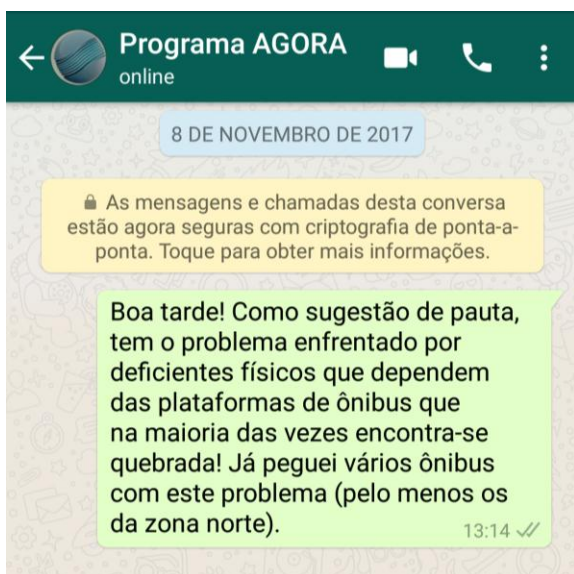 Programa AGORA
online
8 DE NOVEMBRO DE 2017
As mensagens e chamadas desta conversa
estão agora seguras com criptografia de ponta-a-
ponta. Toque para obter mais informações.
Boa tarde! Como sugestão de pauta,
tem o problema enfrentado por
deficientes físicos que dependem
das plataformas de ônibus que
na maioria das vezes encontra-se
quebrada! Já peguei vários ônibus
com este problema (pelo menos os
da zona norte).
13:14